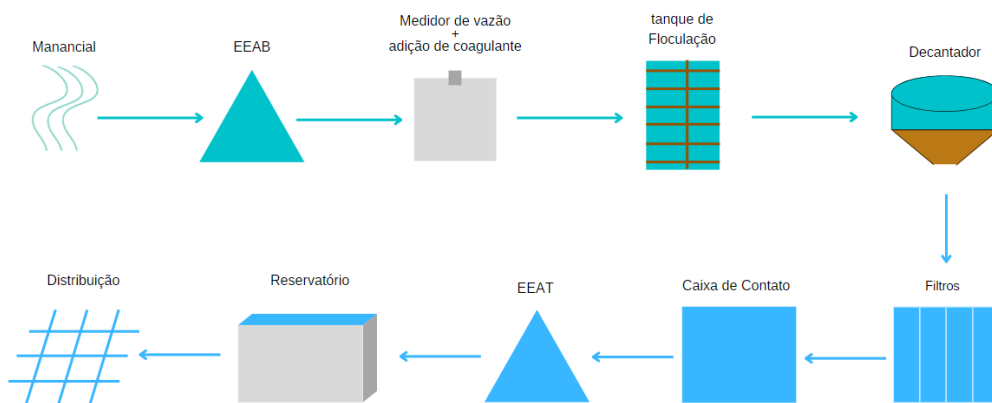 Manancial
EEAB
Medidor de vazão
+
adição de coagulante
tanque de
Floculação
Decantador
Distribuição
Reservatório
EEAT
Caixa de Contato
Filtros